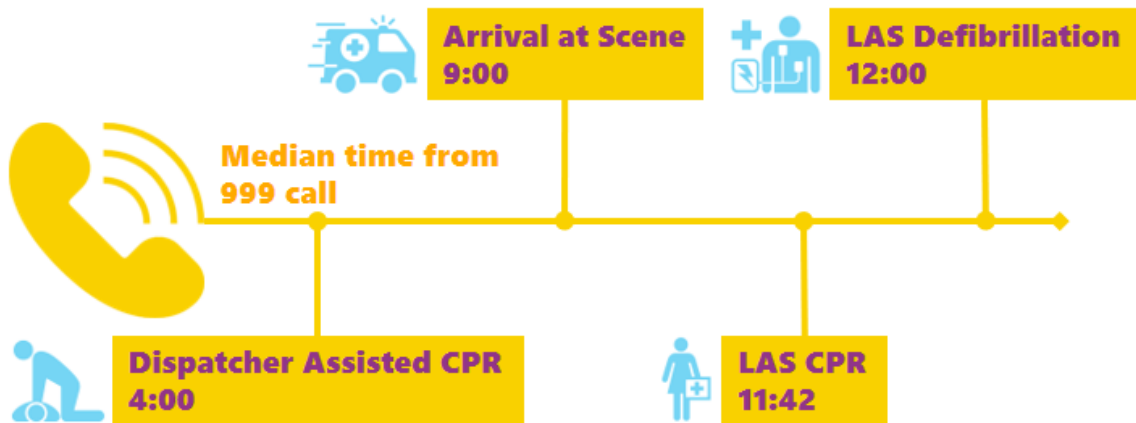 Arrival at Scene
9:00
LAS Defibrillation
12:00
Median time from
999 call
Dispatcher Assisted CPR
4:00
LAS CPR
11:42